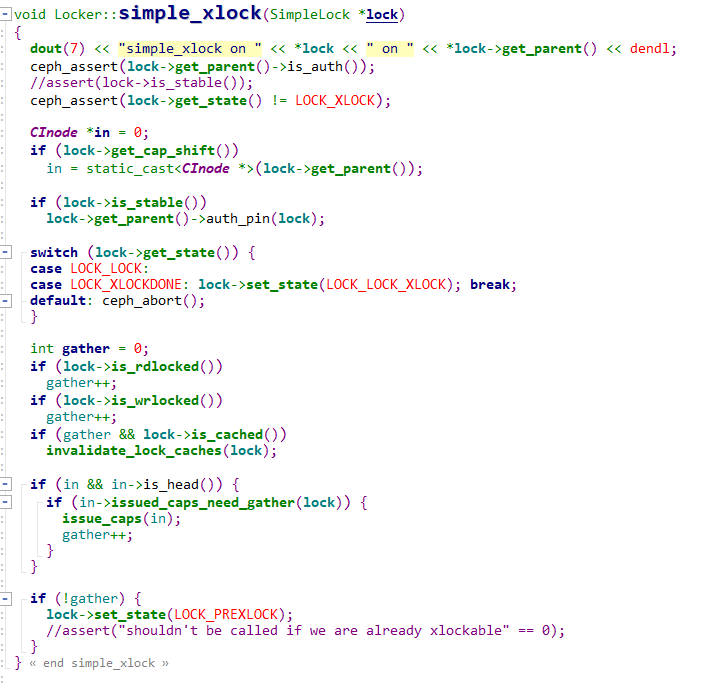 void Locker::simple_xlock(SimpleLock *lock)
{
  dout(7) << "simple_xlock on " << *lock << " on " << *lock->get_parent() << dendl;
  ceph_assert(lock->get_parent()->is_auth());
  //assert(lock->is_stable());
  ceph_assert(lock->get_state() != LOCK_XLOCK);

  CInode *in = 0;
  if (lock->get_cap_shift())
    in = static_cast<CInode *>(lock->get_parent());

  if (lock->is_stable())
    lock->get_parent()->auth_pin(lock);

  switch (lock->get_state()) {
  case LOCK_LOCK:
  case LOCK_XLOCKDONE: lock->set_state(LOCK_LOCK_XLOCK); break;
  default: ceph_abort();
  }

  int gather = 0;
  if (lock->is_rdlocked())
    gather++;
  if (lock->is_wrlocked())
    gather++;
  if (gather && lock->is_cached())
    invalidate_lock_caches(lock);

  if (in && in->is_head()) {
    if (in->issued_caps_need_gather(lock)) {
      issue_caps(in);
      gather++;
    }
  }

  if (!gather) {
    lock->set_state(LOCK_PREXLOCK);
    //assert("shouldn't be called if we are already xlockable" == 0);
  }
} « end simple_xlock »